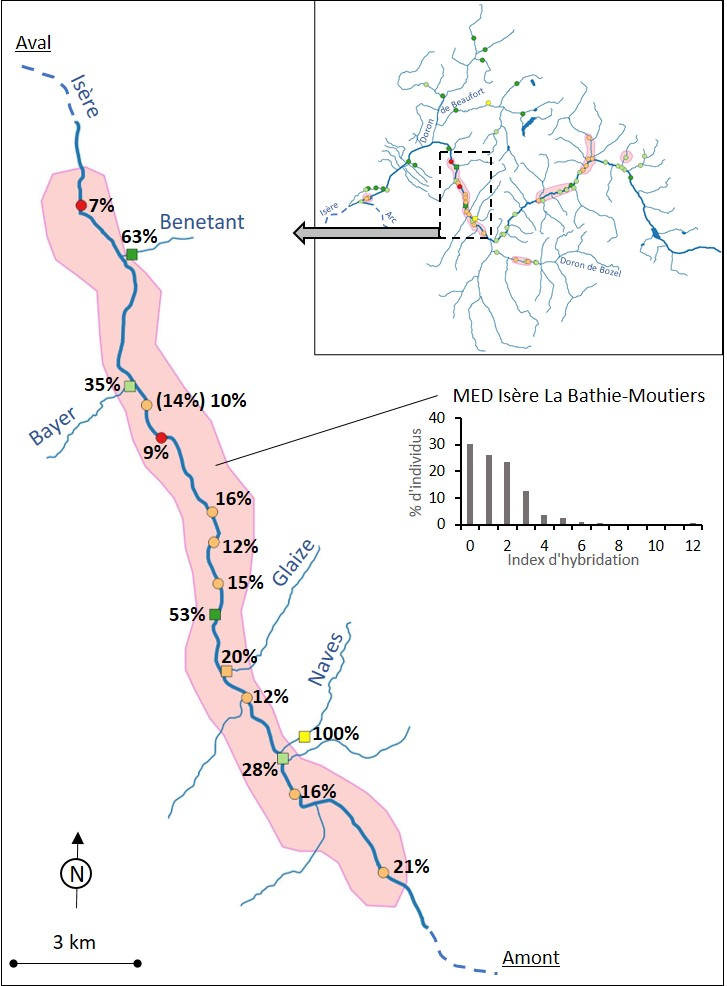 Aval
Isère
7%
Benetant
63%
35%
(14%) 10%
Bayer
9%
16%
12%
Glaize
15%
53%
20%
Naves
12%
100%
28%
16%
21%
N
3 km
Amont
Doron
de Beaufort
Isère
Arc
Doron de Bozel
MED Isère La Bathie-Moutiers
% d'individus
40
30
20
10
0
0 2 4 6 8 10 12
Index d'hybridation